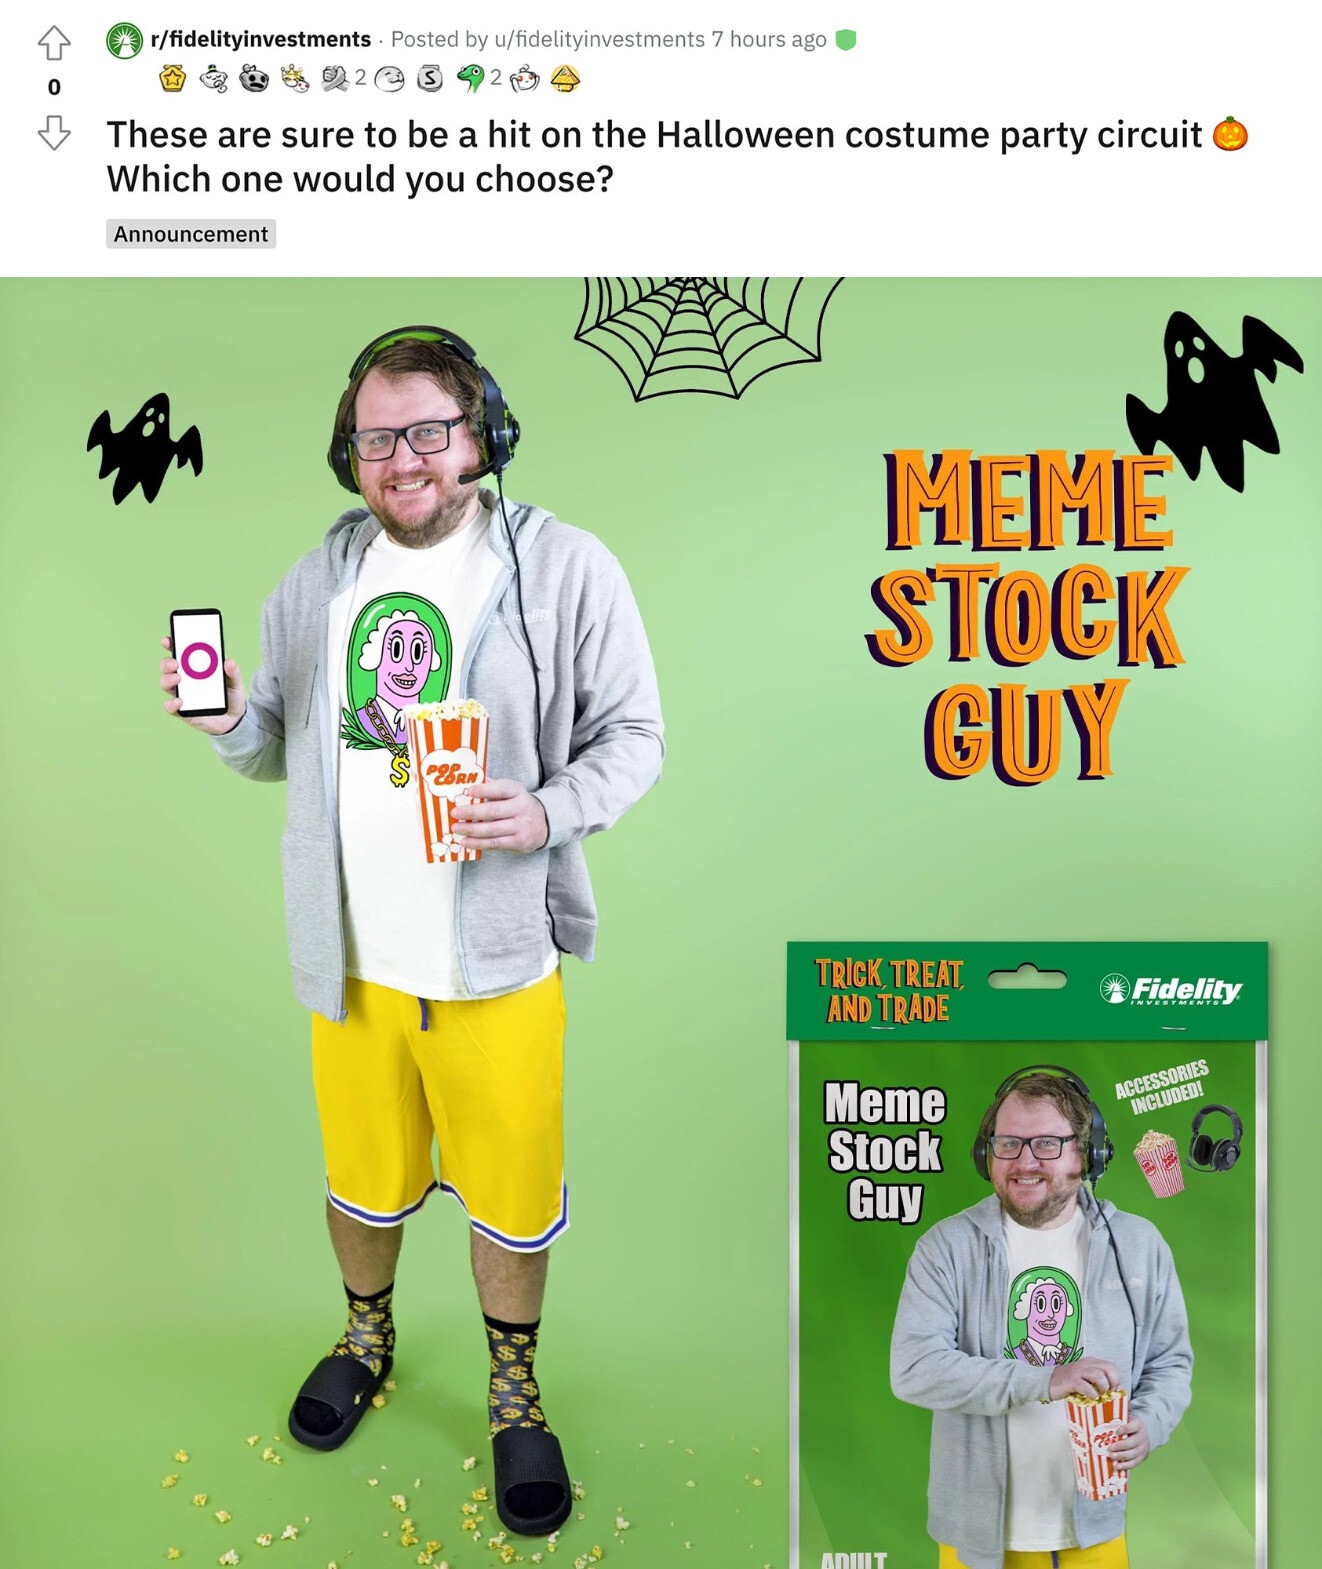 r/fidelityinvestments · Posted by u/fidelityinvestments 7 hours ago
2 2
0
These are sure to be a hit on the Halloween costume party circuit 🎃
Which one would you choose?
Announcement
MEME
STOCK
GUY
POP
CORN
$
TRICK, TREAT,
AND TRADE
Fidelity
INVESTMENTS
Meme
Stock
Guy
ACCESSORIES
INCLUDED!
POP
CORN
ADULT